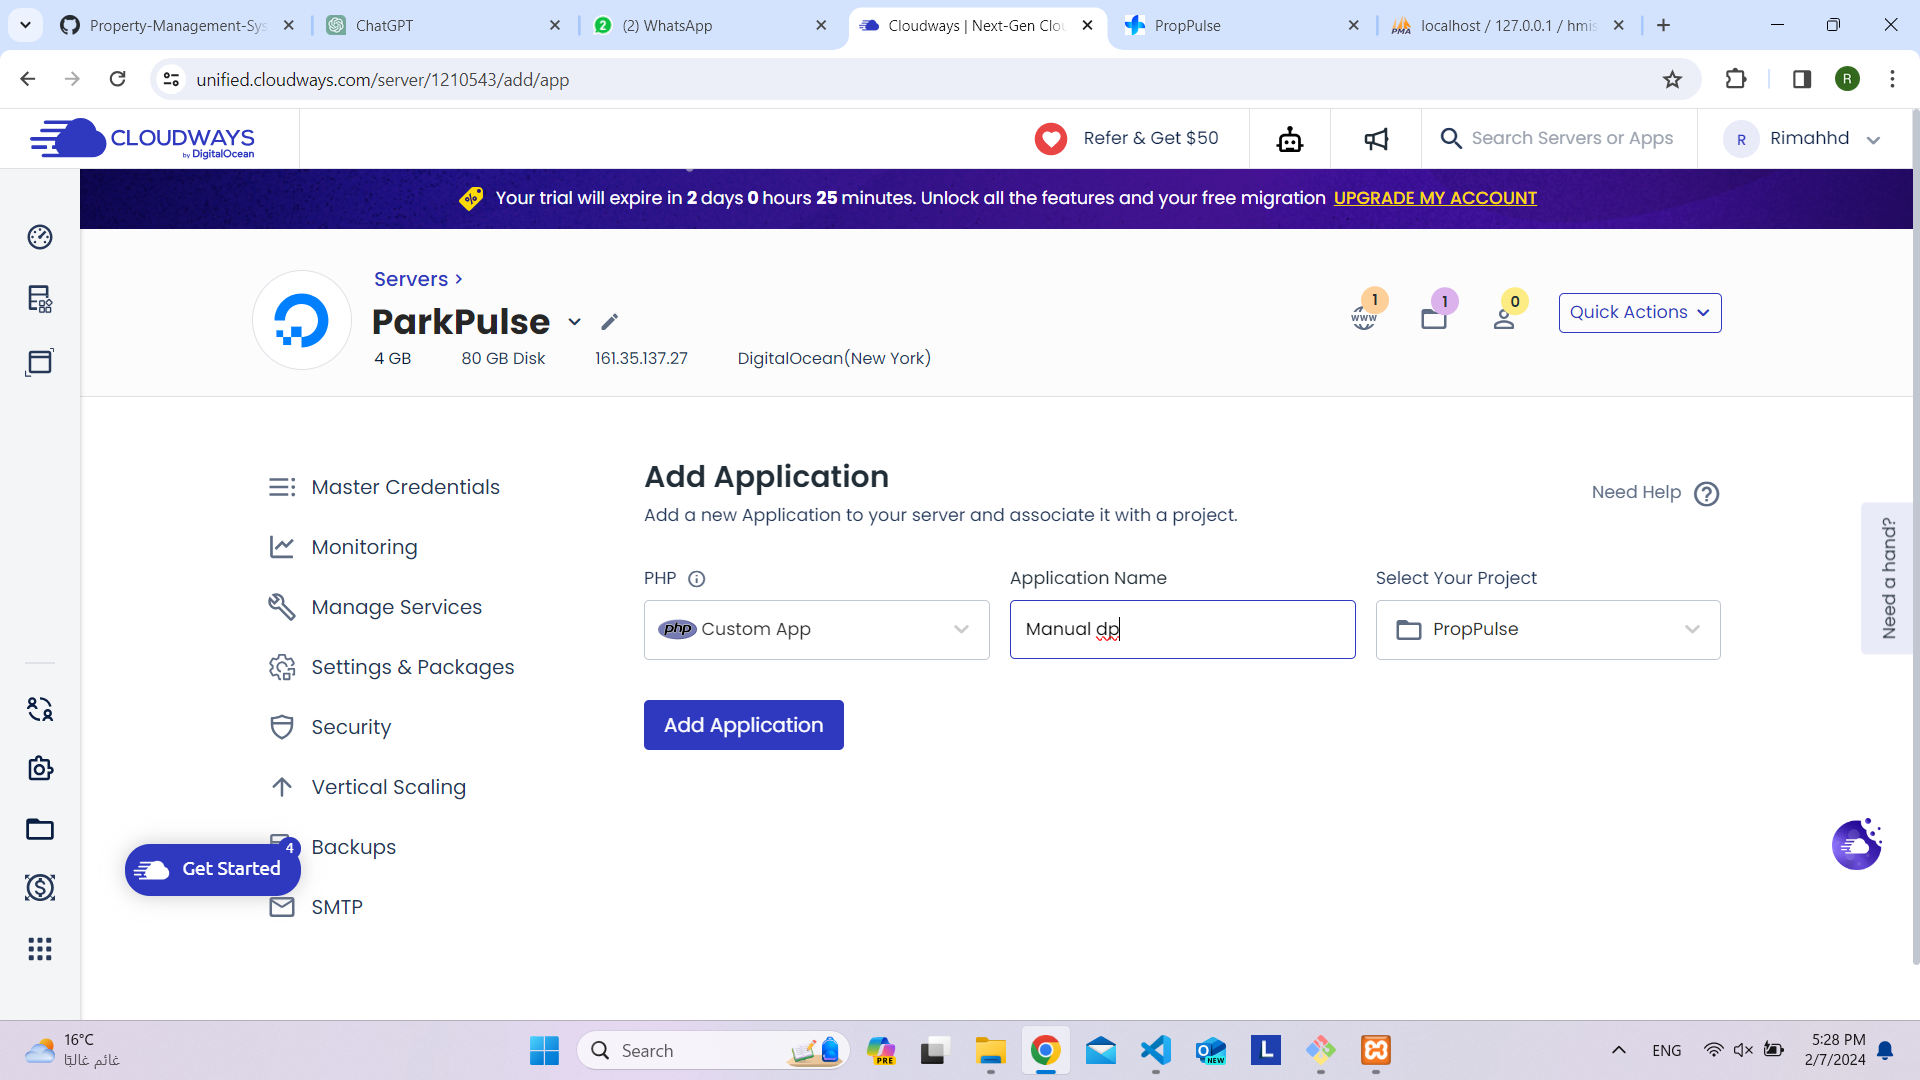 Property-Management-Sys
ChatGPT
(2) WhatsApp
Cloudways | Next-Gen Clou
PropPulse
localhost / 127.0.0.1 / hmis
unified.cloudways.com/server/1210543/add/app
R
CLOUDWAYS
by DigitalOcean
Refer & Get $50
Search Servers or Apps
R
Rimahhd
Your trial will expire in 2 days 0 hours 25 minutes. Unlock all the features and your free migration UPGRADE MY ACCOUNT
Servers >
ParkPulse
4 GB
80 GB Disk
161.35.137.27
DigitalOcean(New York)
1
WWW
1
0
Quick Actions
Master Credentials
Monitoring
Manage Services
Settings & Packages
Security
Vertical Scaling
Backups
SMTP
4
Get Started
Add Application
Add a new Application to your server and associate it with a project.
Need Help
PHP
Application Name
Select Your Project
php Custom App
Manual dp
PropPulse
Add Application
Need a hand?
16°C
غائم غالبًا
Search
PRE
NEW
L
ENG
5:28 PM
2/7/2024